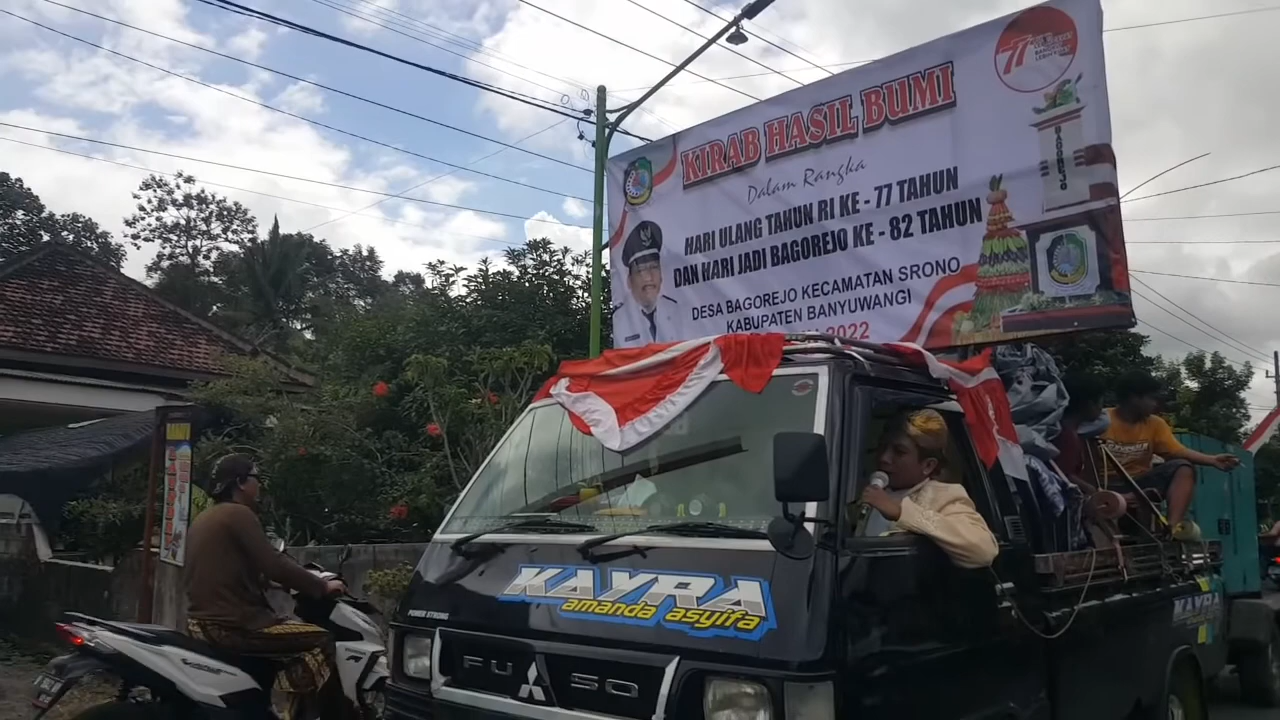 KIRAB HASIL BUMI
Dalam Rangka
HARI ULANG TAHUN RI KE - 77 TAHUN
DAN HARI JADI BAGOREJO KE - 82 TAHUN
DESA BAGOREJO KECAMATAN SRONO
KABUPATEN BANYUWANGI
2022
77
BAGOREJO
KAYRA
amanda asyifa
POWER STRONG
FUSO
KAYRA